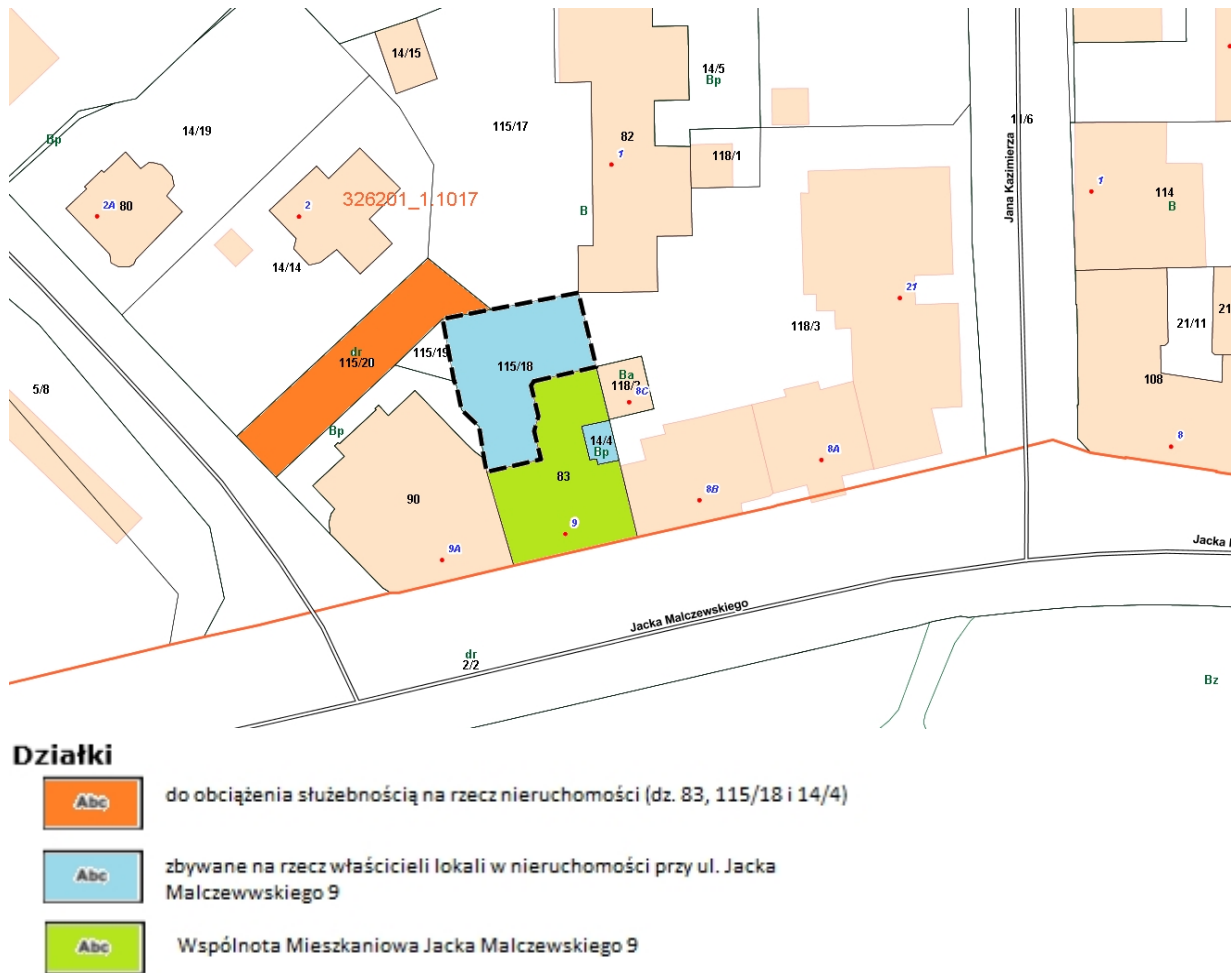 14/15
14/5
Bp
14/19
115/17
11/6
Bp
82
1
118/1
Jana Kazimierza
1
114
B
2A
80
2
326201_1.1017
B
14/14
21
118/3
21/11
21
dr
115/20
115/19
115/18
Ba
118/2
8C
108
5/8
Bp
14/4
Bp
8A
8
83
90
8B
9
9A
Jacka
Jacka Malczewskiego
dr
2/2
Bz
Działki
Abc
do obciążenia służebnością na rzecz nieruchomości (dz. 83, 115/18 i 14/4)
Abc
zbywane na rzecz właścicieli lokali w nieruchomości przy ul. Jacka
Malczewwskiego 9
Abc
Wspólnota Mieszkaniowa Jacka Malczewskiego 9